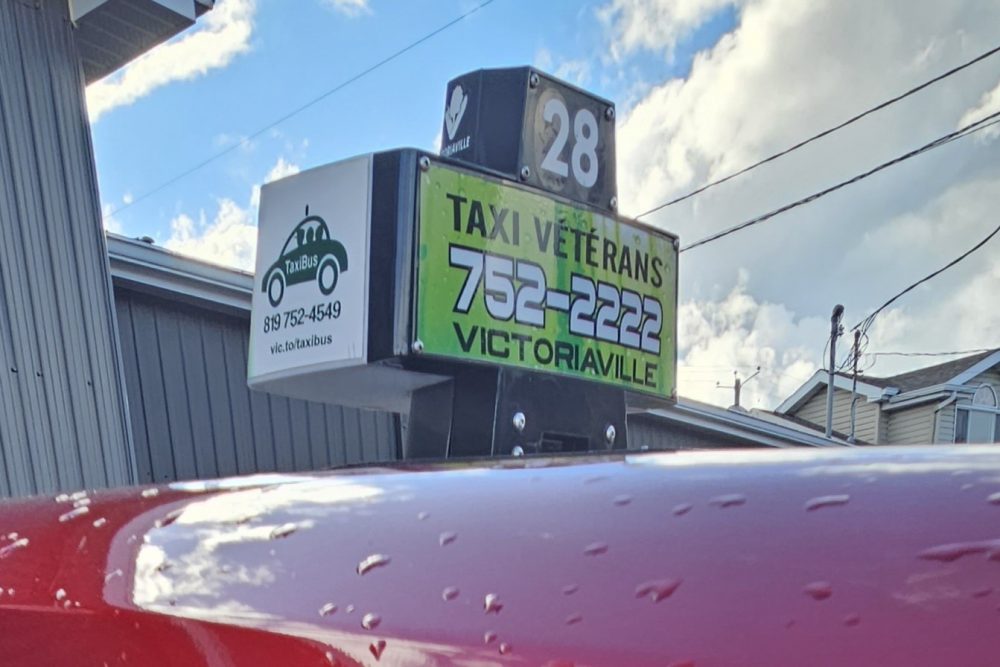 28
TAXI VÉTÉRANS
752-2222
VICTORIAVILLE
TaxiBus
819 752-4549
vic.to/taxibus